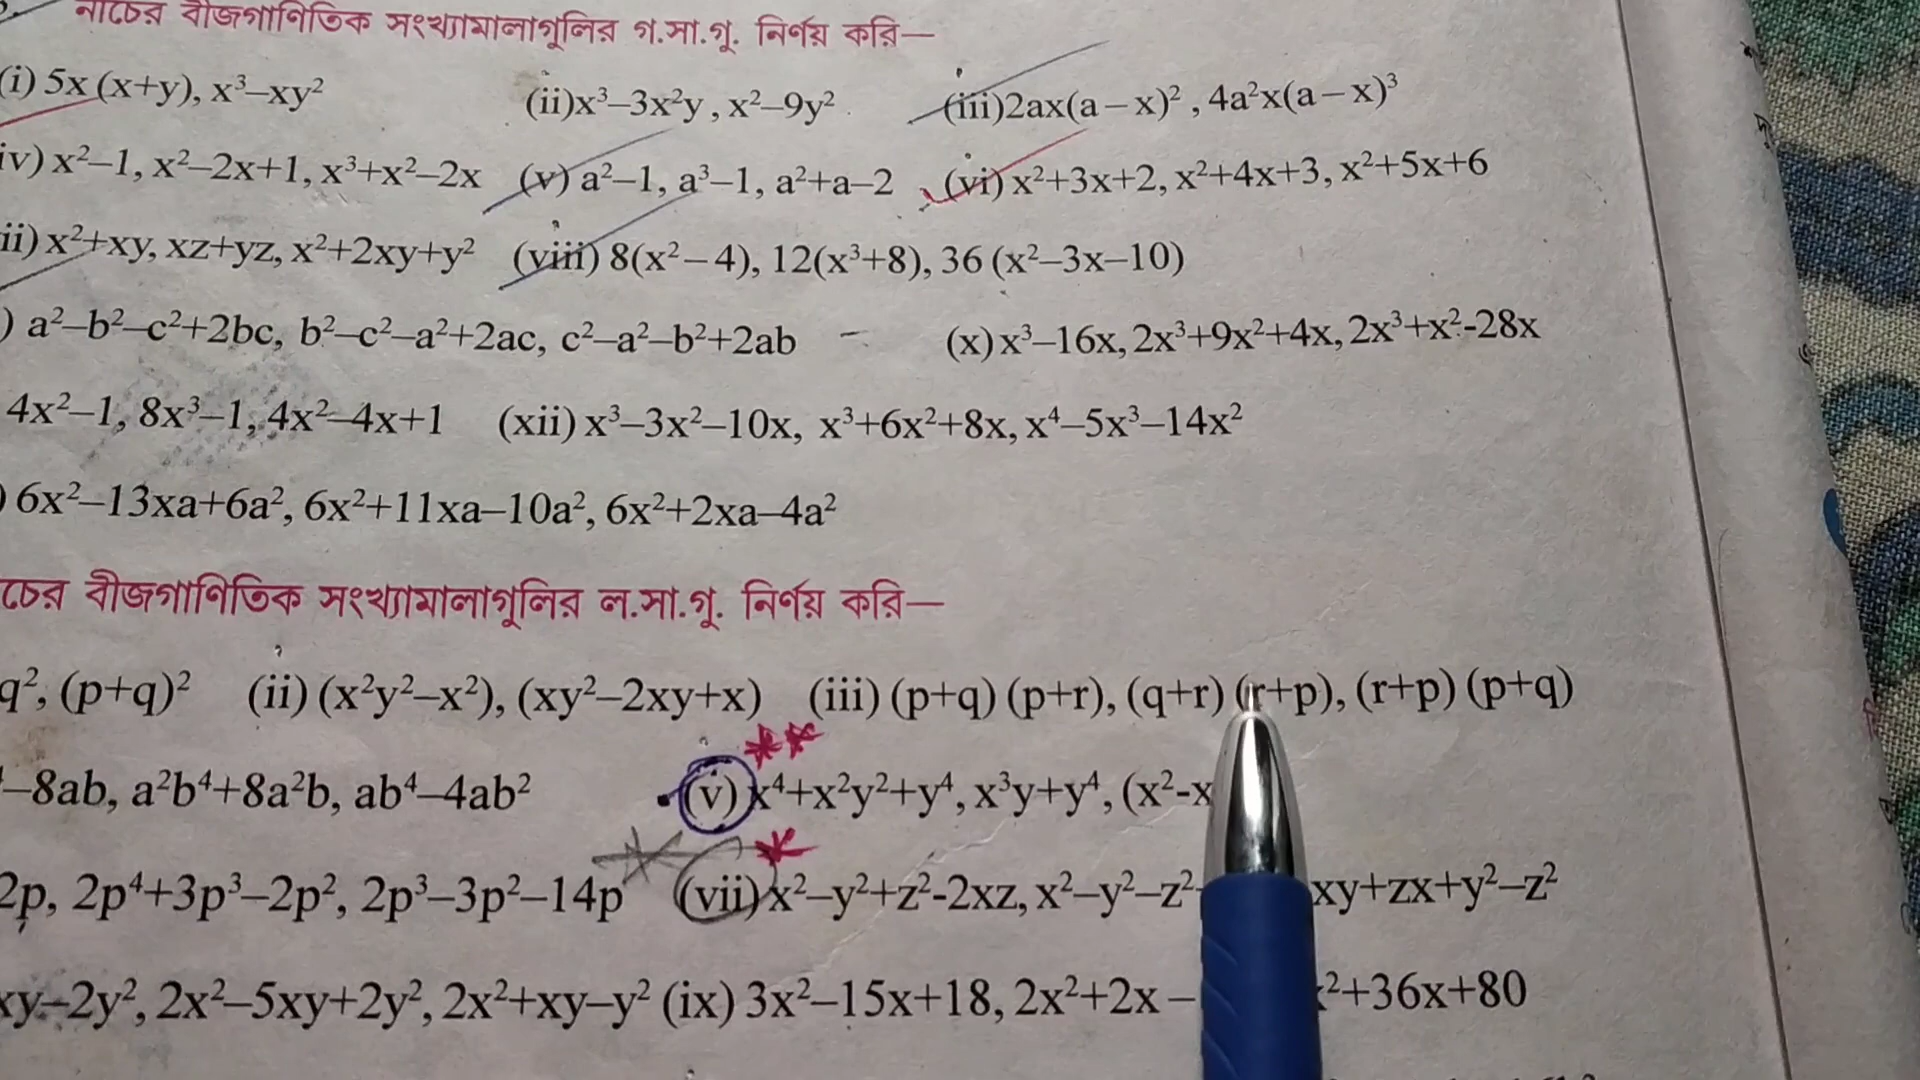 নীচের বীজগাণিতিক সংখ্যামালাগুলির গ.সা.গু. নির্ণয় করি—
(i) 5x (x+y), x³–xy² (ii)x³–3x²y , x²–9y² (iii)2ax(a – x)² , 4a²x(a – x)³
iv) x²–1, x²–2x+1, x³+x²–2x (v) a²–1, a³–1, a²+a–2 (vi) x²+3x+2, x²+4x+3, x²+5x+6
ii) x²+xy, xz+yz, x²+2xy+y² (viii) 8(x² – 4), 12(x³+8), 36 (x²–3x–10)
) a²–b²–c²+2bc, b²–c²–a²+2ac, c²–a²–b²+2ab (x) x³–16x, 2x³+9x²+4x, 2x³+x²-28x
4x²–1, 8x³–1, 4x²–4x+1 (xii) x³–3x²–10x, x³+6x²+8x, x⁴–5x³–14x²
) 6x²–13xa+6a², 6x²+11xa–10a², 6x²+2xa–4a²
চের বীজগাণিতিক সংখ্যামালাগুলির ল.সা.গু. নির্ণয় করি—
q², (p+q)² (ii) (x²y²–x²), (xy²–2xy+x) (iii) (p+q) (p+r), (q+r) (r+p), (r+p) (p+q)
–8ab, a²b⁴+8a²b, ab⁴–4ab² (v) x⁴+x²y²+y⁴, x³y+y⁴, (x²-x
2p, 2p⁴+3p³–2p², 2p³–3p²–14p (vii) x²–y²+z²-2xz, x²–y²–z² xy+zx+y²–z²
xy–2y², 2x²–5xy+2y², 2x²+xy–y² (ix) 3x²–15x+18, 2x²+2x – ²+36x+80